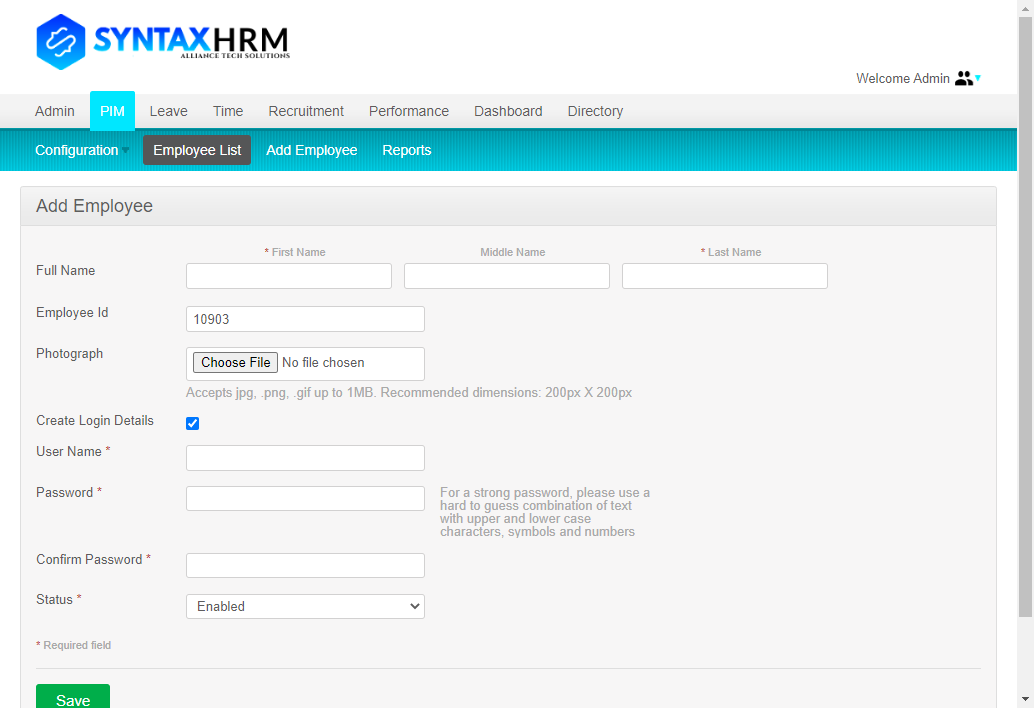 SYNTAXHRM
ALLIANCE TECH SOLUTIONS
Welcome Admin
Admin PIM Leave Time Recruitment Performance Dashboard Directory
Configuration Employee List Add Employee Reports
Add Employee
* First Name Middle Name * Last Name
Full Name
Employee Id 10903
Photograph Choose File No file chosen
Accepts jpg, .png, .gif up to 1MB. Recommended dimensions: 200px X 200px
Create Login Details
User Name *
Password * For a strong password, please use a
hard to guess combination of text
with upper and lower case
characters, symbols and numbers
Confirm Password *
Status * Enabled
* Required field
Save